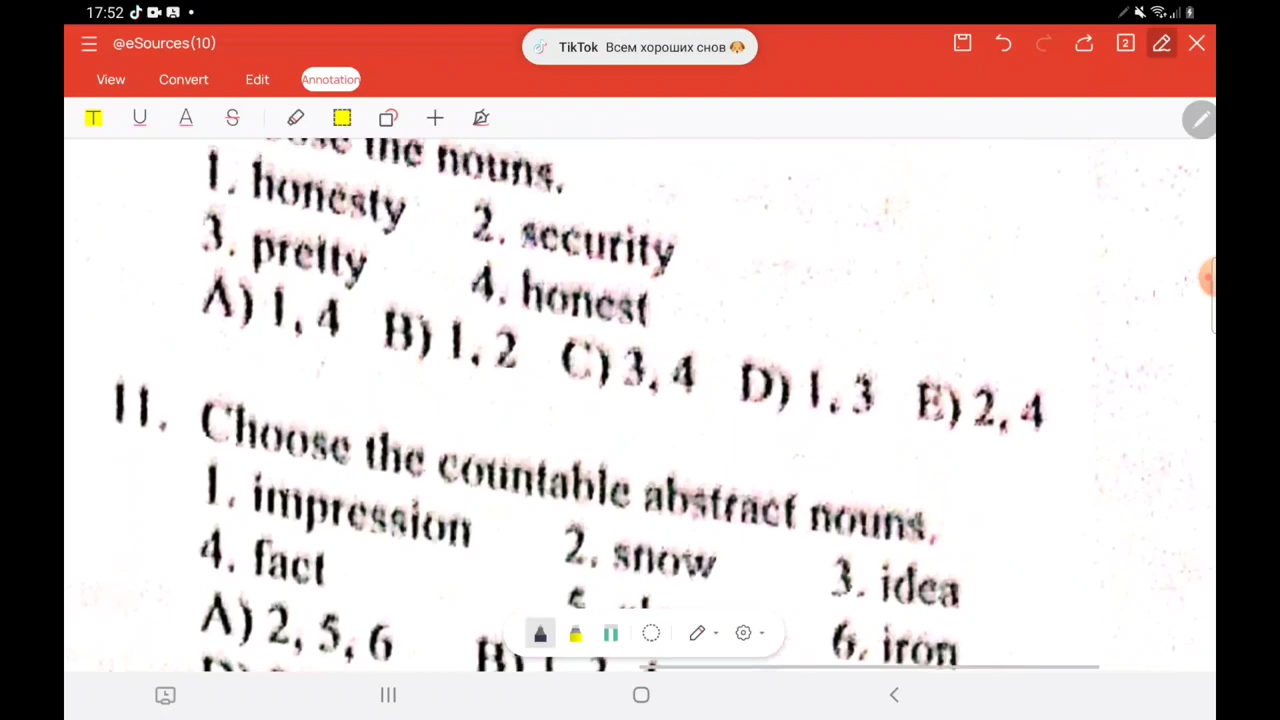 17:52
@eSources(10)
TikTok Всем хороших снов
2
View Convert Edit Annotation
T U A S
the nouns.
1. honesty 2. security
3. pretty 4. honest
A) 1, 4 B) 1, 2 C) 3, 4 D) 1, 3 E) 2, 4
11. Choose the countable abstract nouns.
1. impression 2. snow 3. idea
4. fact 6. iron
A) 2, 5, 6